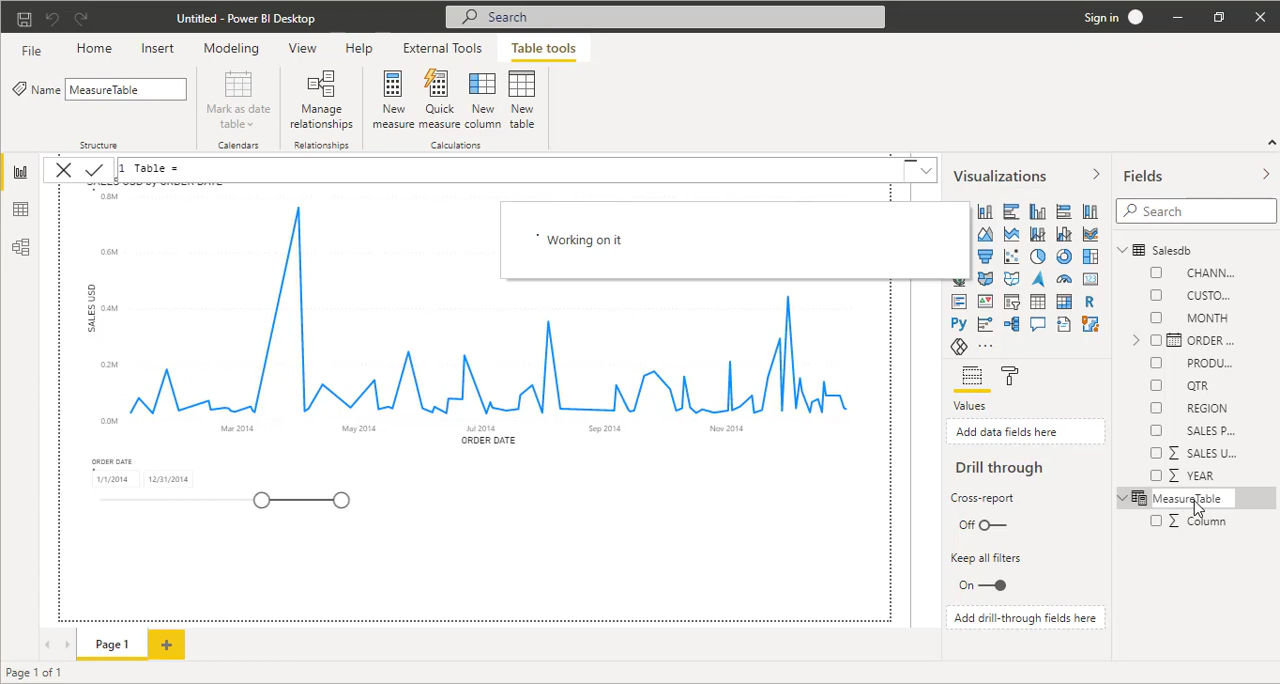 Untitled - Power BI Desktop
Search
Sign in
File
Home
Insert
Modeling
View
Help
External Tools
Table tools
Name
MeasureTable
Mark as date
table
New
measure
Quick
measure
New
column
New
table
Manage
relationships
Structure
Calendars
Relationships
Calculations
1 Table =
SALES USD by ORDER DATE
Working on it
0.8M
0.6M
0.4M
0.2M
0.0M
SALES USD
Mar 2014
May 2014
Jul 2014
Sep 2014
Nov 2014
ORDER DATE
ORDER DATE
1/1/2014
12/31/2014
Visualizations
R
Py
Values
Add data fields here
Drill through
Cross-report
Off
Keep all filters
On
Add drill-through fields here
Fields
Search
Salesdb
CHANN...
CUSTO...
MONTH
ORDER ...
PRODU...
QTR
REGION
SALES P...
SALES U...
YEAR
MeasureTable
Column
Page 1
Page 1 of 1